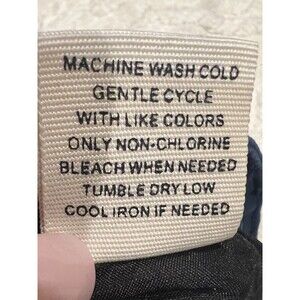 MACHINE WASH COLD
GENTLE CYCLE
WITH LIKE COLORS
ONLY NON-CHLORINE
BLEACH WHEN NEEDED
TUMBLE DRY LOW
COOL IRON IF NEEDED